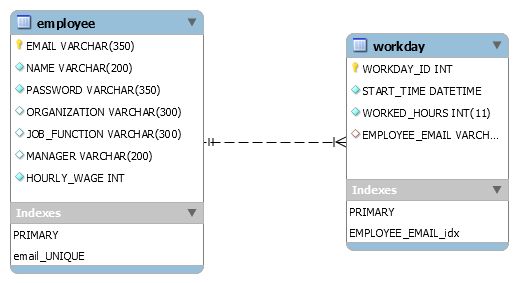 employee
EMAIL VARCHAR(350)
NAME VARCHAR(200)
PASSWORD VARCHAR(350)
ORGANIZATION VARCHAR(300)
JOB_FUNCTION VARCHAR(300)
MANAGER VARCHAR(200)
HOURLY_WAGE INT
Indexes
PRIMARY
email_UNIQUE
workday
WORKDAY_ID INT
START_TIME DATETIME
WORKED_HOURS INT(11)
EMPLOYEE_EMAIL VARCH...
Indexes
PRIMARY
EMPLOYEE_EMAIL_idx